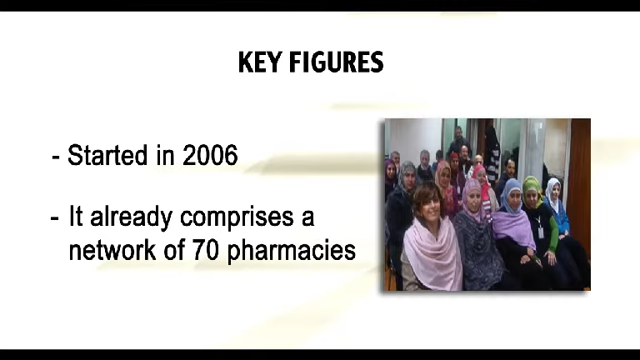 KEY FIGURES
- Started in 2006
- It already comprises a
network of 70 pharmacies